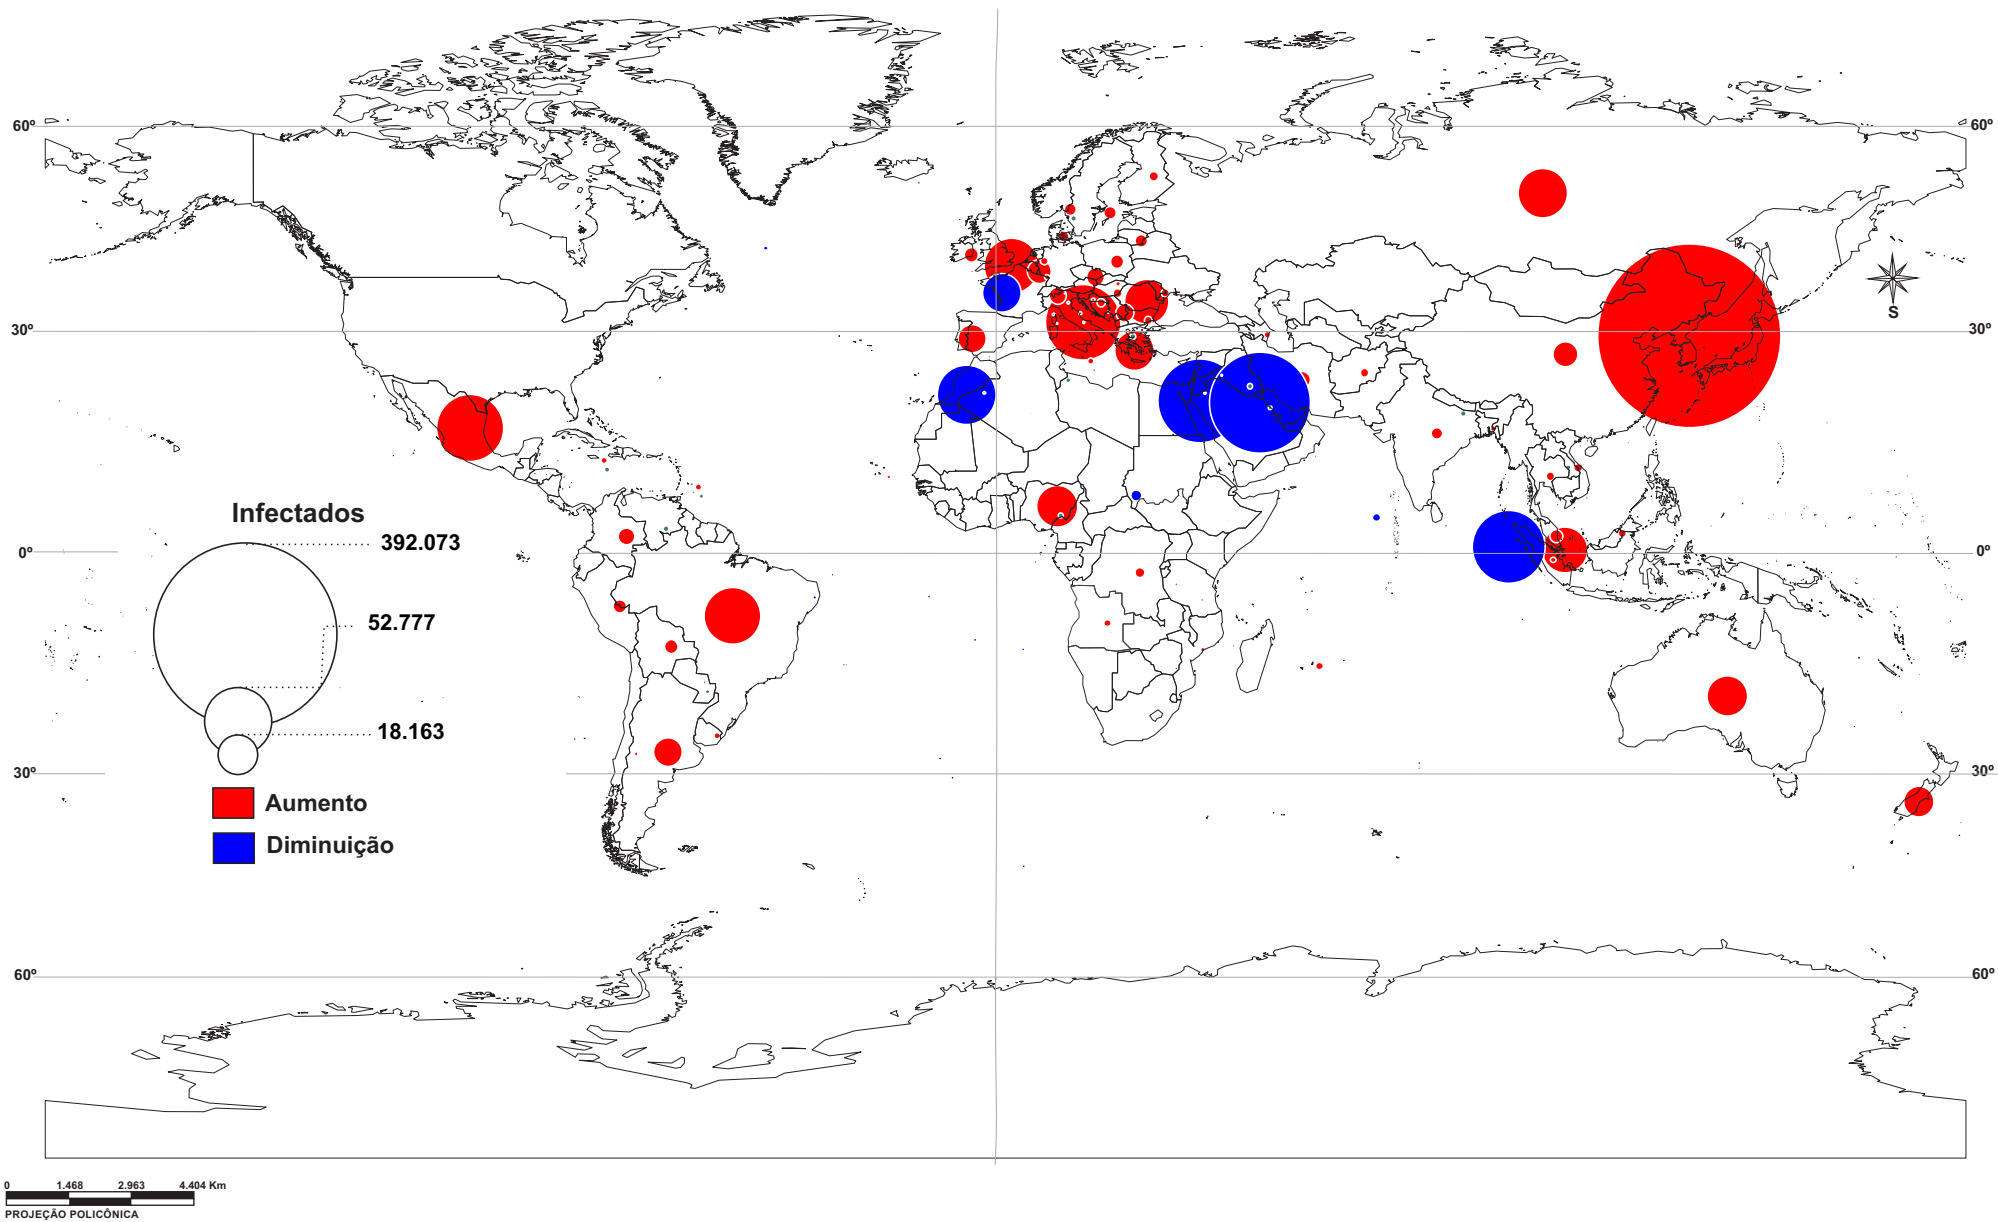 60º
60º
S
30º
30º
Infectados
392.073
0º
0º
52.777
18.163
30º
30º
Aumento
Diminuição
60º
60º
0 1.468 2.963 4.404 Km
PROJEÇÃO POLICÔNICA